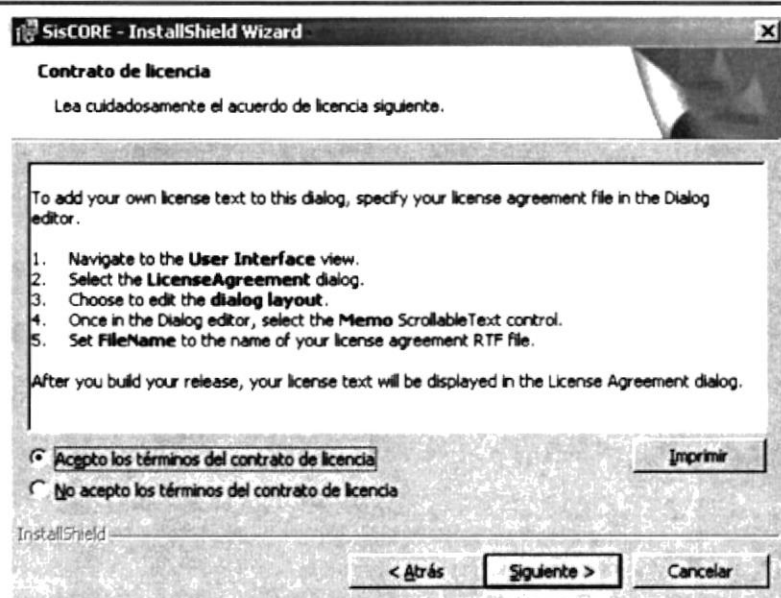 SisCORE - InstallShield Wizard
Contrato de licencia
Lea cuidadosamente el acuerdo de licencia siguiente.
To add your own license text to this dialog, specify your license agreement file in the Dialog
editor.
1. Navigate to the User Interface view.
2. Select the LicenseAgreement dialog.
3. Choose to edit the dialog layout.
4. Once in the Dialog editor, select the Memo ScrollableText control.
5. Set FileName to the name of your license agreement RTF file.
After you build your release, your license text will be displayed in the License Agreement dialog.
Acepto los términos del contrato de licencia
Imprimir
No acepto los términos del contrato de licencia
InstallShield
< Atrás Siguiente > Cancelar